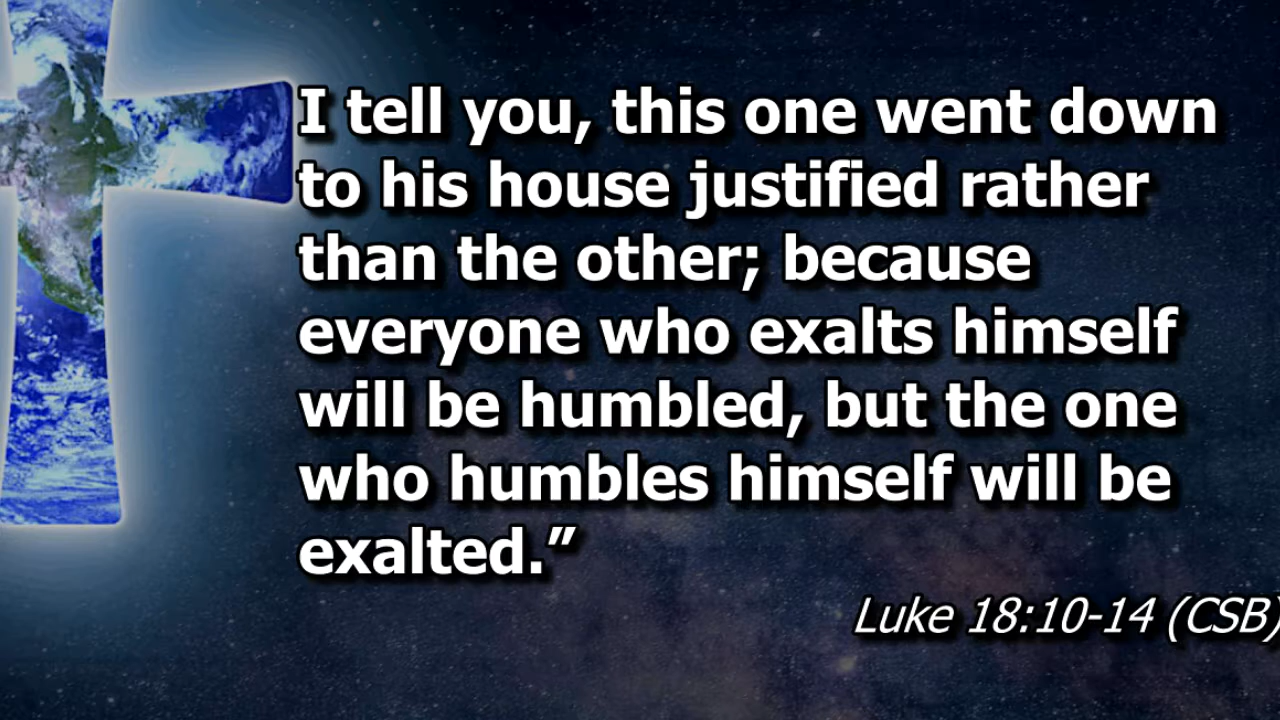 I tell you, this one went down
to his house justified rather
than the other; because
everyone who exalts himself
will be humbled, but the one
who humbles himself will be
exalted.”
Luke 18:10-14 (CSB)